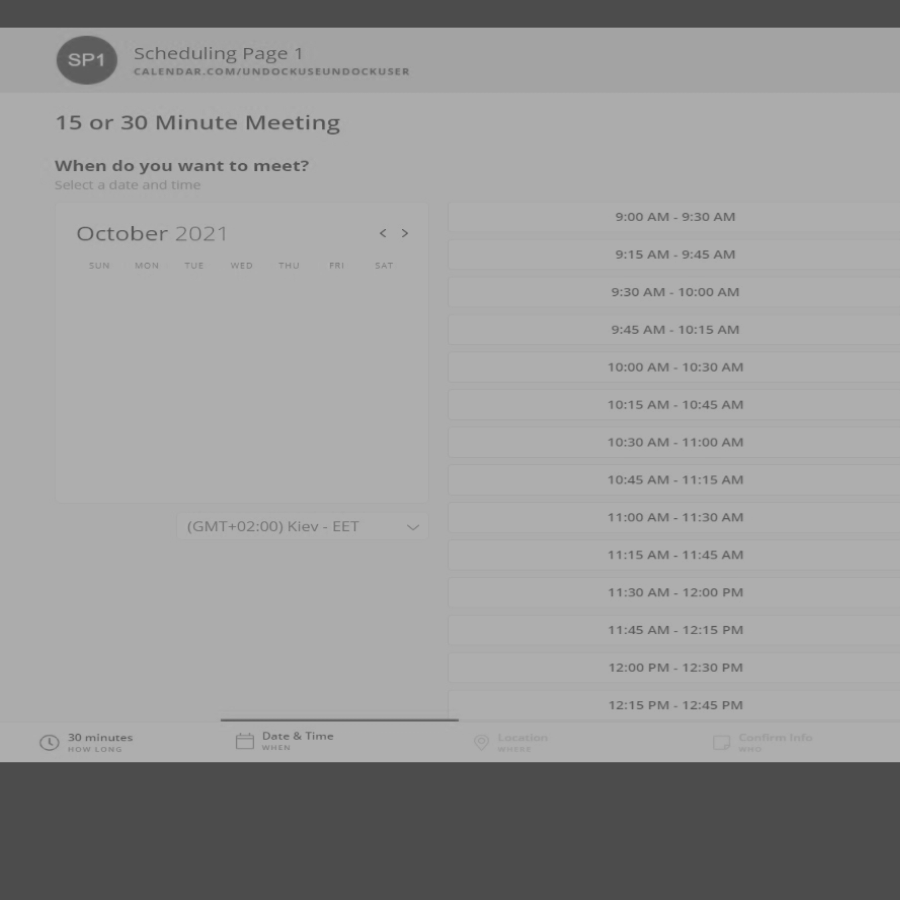 SP1
Scheduling Page 1
CALENDAR.COM/UNDOCKUSEUNDOCKUSER
15 or 30 Minute Meeting
When do you want to meet?
Select a date and time
October 2021 < >
SUN MON TUE WED THU FRI SAT
(GMT+02:00) Kiev - EET
9:00 AM - 9:30 AM
9:15 AM - 9:45 AM
9:30 AM - 10:00 AM
9:45 AM - 10:15 AM
10:00 AM - 10:30 AM
10:15 AM - 10:45 AM
10:30 AM - 11:00 AM
10:45 AM - 11:15 AM
11:00 AM - 11:30 AM
11:15 AM - 11:45 AM
11:30 AM - 12:00 PM
11:45 AM - 12:15 PM
12:00 PM - 12:30 PM
12:15 PM - 12:45 PM
30 minutes
HOW LONG
Date & Time
WHEN
Location
WHERE
Confirm Info
WHO